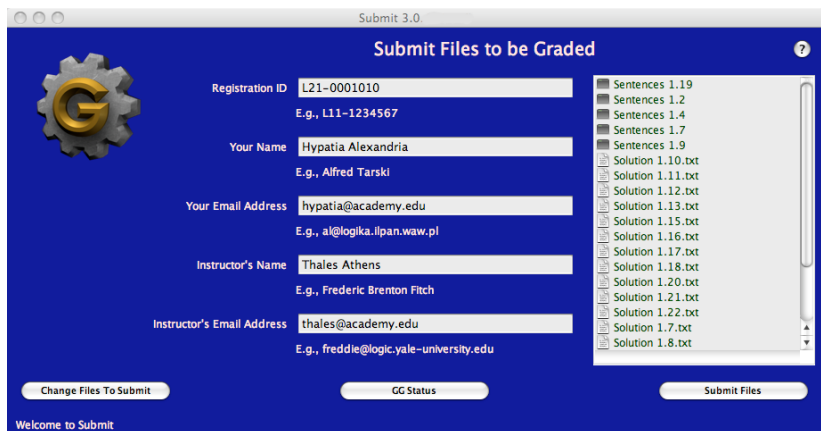 Submit 3.0
Submit Files to be Graded
?
G
Registration ID
L21-0001010
E.g., L11-1234567
Your Name
Hypatia Alexandria
E.g., Alfred Tarski
Your Email Address
hypatia@academy.edu
E.g., al@logika.ilpan.waw.pl
Instructor's Name
Thales Athens
E.g., Frederic Brenton Fitch
Instructor's Email Address
thales@academy.edu
E.g., freddie@logic.yale-university.edu
Sentences 1.19
Sentences 1.2
Sentences 1.4
Sentences 1.7
Sentences 1.9
Solution 1.10.txt
Solution 1.11.txt
Solution 1.12.txt
Solution 1.13.txt
Solution 1.15.txt
Solution 1.16.txt
Solution 1.17.txt
Solution 1.18.txt
Solution 1.20.txt
Solution 1.21.txt
Solution 1.22.txt
Solution 1.7.txt
Solution 1.8.txt
Change Files To Submit
GG Status
Submit Files
Welcome to Submit